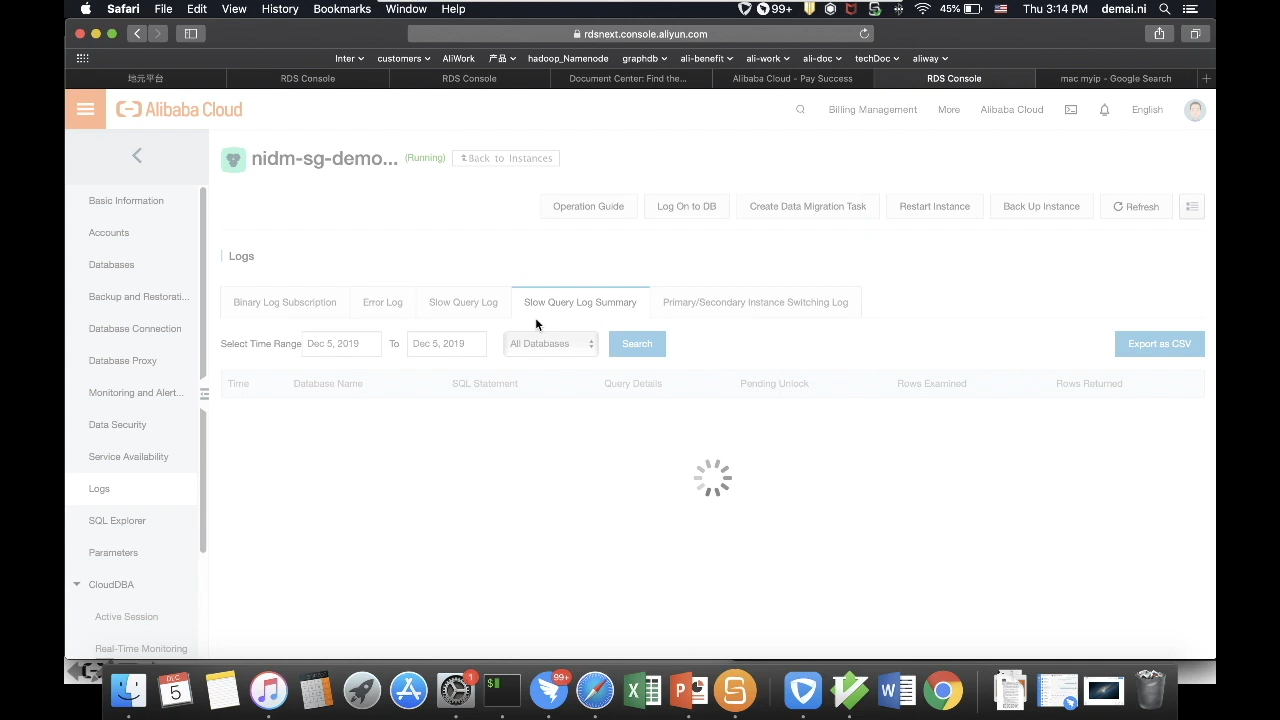 Safari File Edit View History Bookmarks Window Help 99+ 45% Thu 3:14 PM demai.ni
rdsnext.console.aliyun.com
Inter customers AliWork 产品 hadoop_Namenode graphdb ali-benefit ali-work ali-doc techDoc aliway
地元平台 RDS Console RDS Console Document Center: Find the... Alibaba Cloud - Pay Success RDS Console mac myip - Google Search
Alibaba Cloud Billing Management More Alibaba Cloud English
nidm-sg-demo... (Running) Back to Instances
Operation Guide Log On to DB Create Data Migration Task Restart Instance Back Up Instance Refresh
Basic Information
Accounts
Databases
Backup and Restorati...
Database Connection
Database Proxy
Monitoring and Alert...
Data Security
Service Availability
Logs
SQL Explorer
Parameters
CloudDBA
Active Session
Real-Time Monitoring
Logs
Binary Log Subscription Error Log Slow Query Log Slow Query Log Summary Primary/Secondary Instance Switching Log
Select Time Range Dec 5, 2019 To Dec 5, 2019 All Databases Search Export as CSV
Time Database Name SQL Statement Query Details Pending Unlock Rows Examined Rows Returned
DEC
5
1
$
99+
X
P
S
W